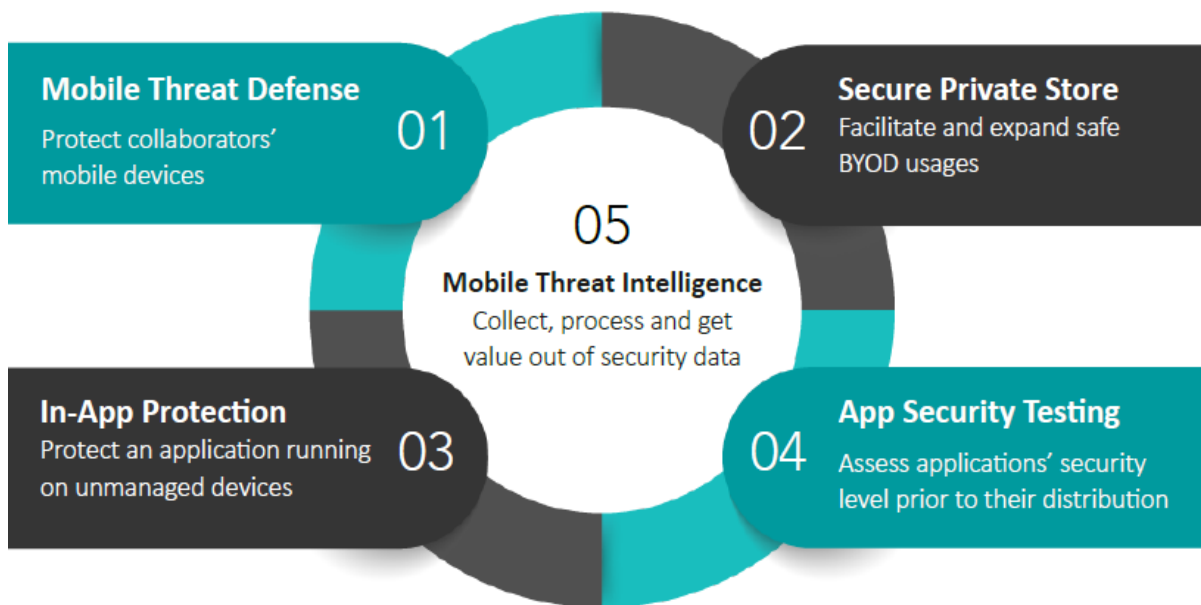 Mobile Threat Defense
Protect collaborators’
mobile devices
01
02
Secure Private Store
Facilitate and expand safe
BYOD usages
05
Mobile Threat Intelligence
Collect, process and get
value out of security data
In-App Protection
Protect an application running
on unmanaged devices
03
04
App Security Testing
Assess applications’ security
level prior to their distribution